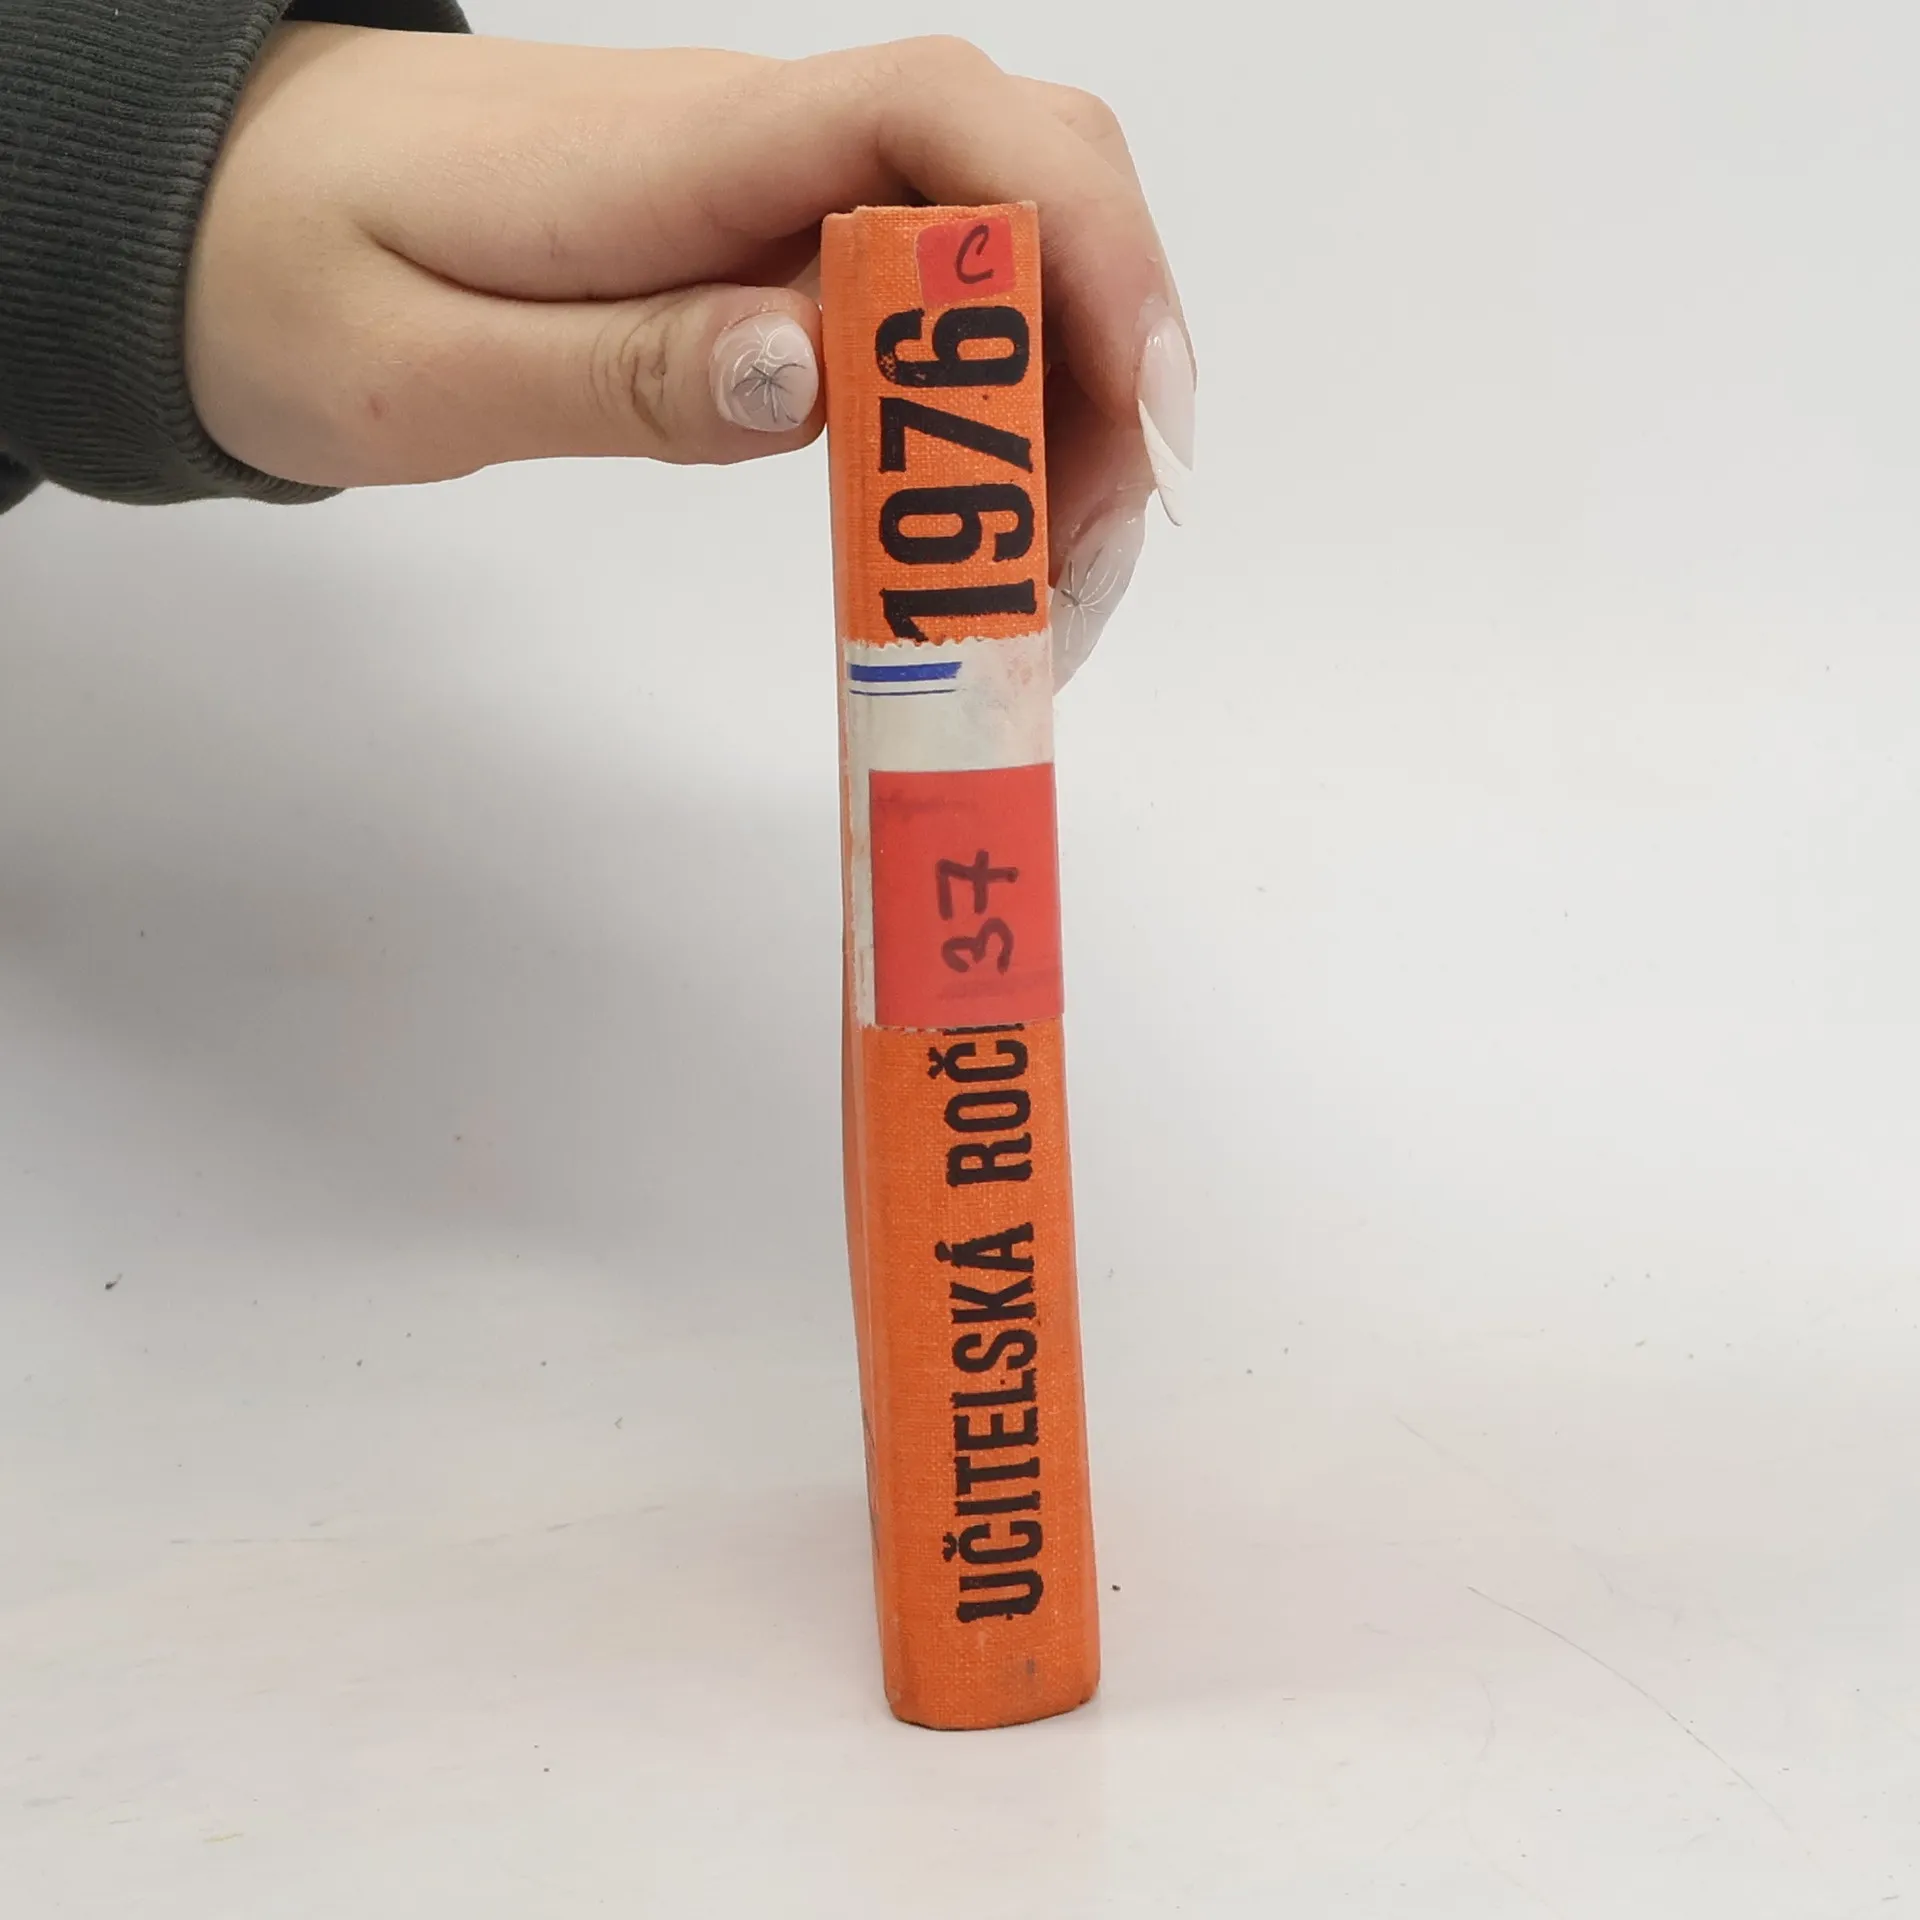 C
1976
37
UČITELSKÁ ROČ